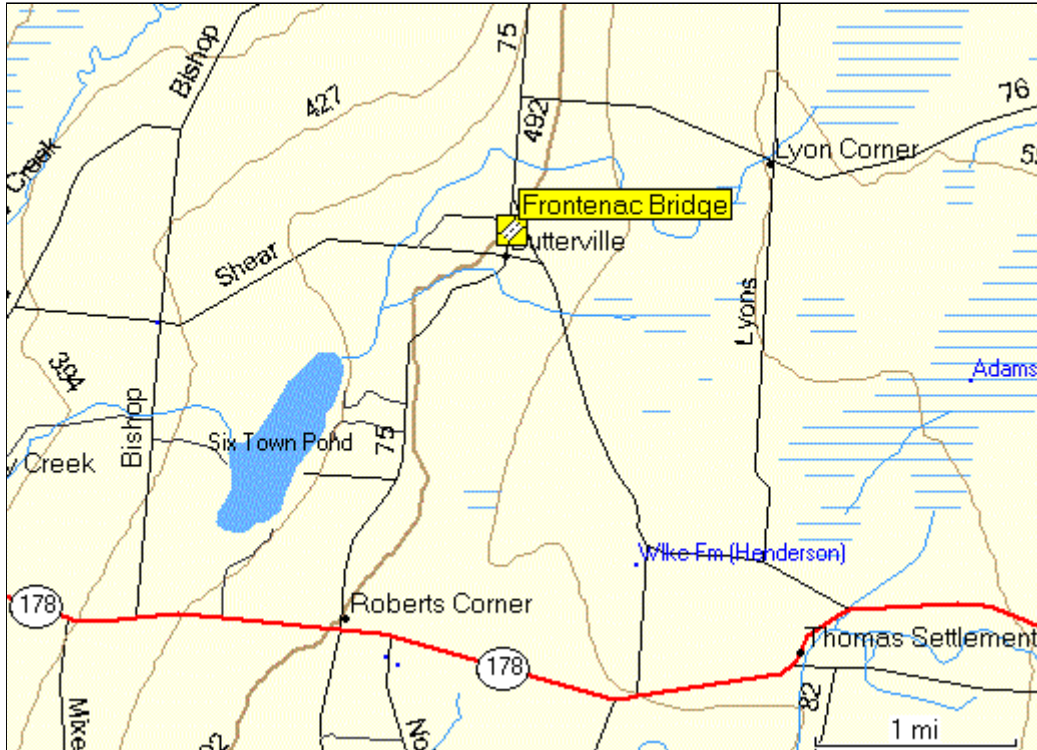 75
Bishop
427
76
492
Lyon Corner
Creek
Frontenac Bridge
Butterville
Shear
Lyons
394
Adams
Bishop
Six Town Pond
75
y Creek
Wlke Fm (Henderson)
178
Roberts Corner
Thomas Settlement
178
82
1 mi